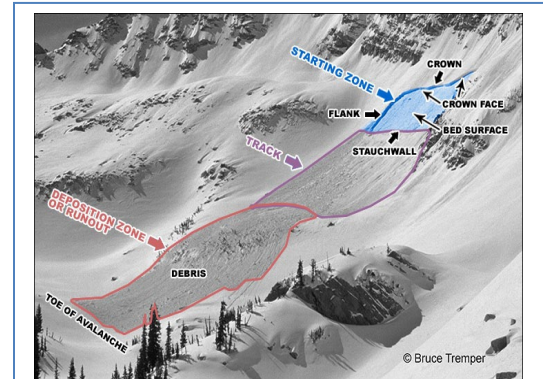 CROWN
STARTING ZONE
CROWN FACE
FLANK
BED SURFACE
STAUCHWALL
TRACK
DEPOSITION ZONE
OR RUNOUT
DEBRIS
TOE OF AVALANCHE
© Bruce Tremper